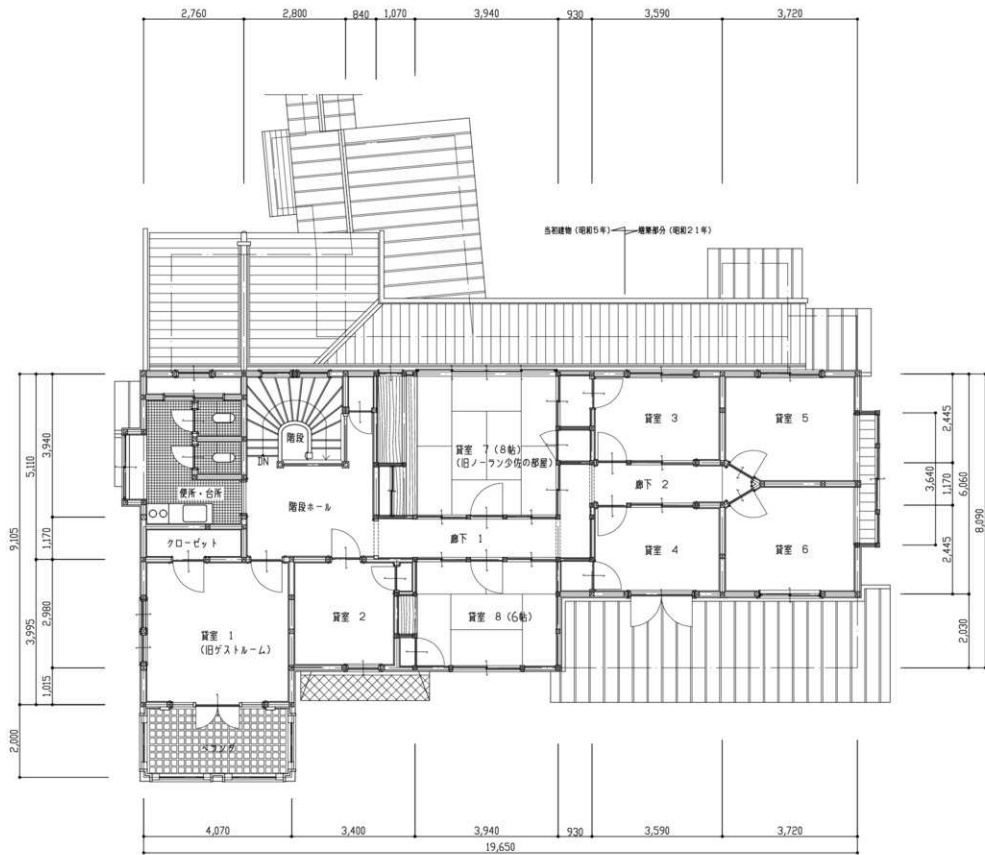 2,760 2,800 840 1,070 3,940 930 3,590 3,720
当初建物 (昭和5年) 増築部分 (昭和21年)
階段
DN
貸室 7 (8帖)
(旧ノーラン少佐の部屋)
貸室 3
貸室 5
便所・台所
階段ホール
廊下 2
クローゼット
廊下 1
貸室 4
貸室 6
貸室 1
(旧ゲストルーム)
貸室 2
貸室 8 (6帖)
ベランダ
9,105
2,000
5,110
3,995
3,940
1,170
2,980
1,015
3,640
2,445
1,170
2,445
6,060
2,030
8,090
4,070 3,400 3,940 930 3,590 3,720
19,650